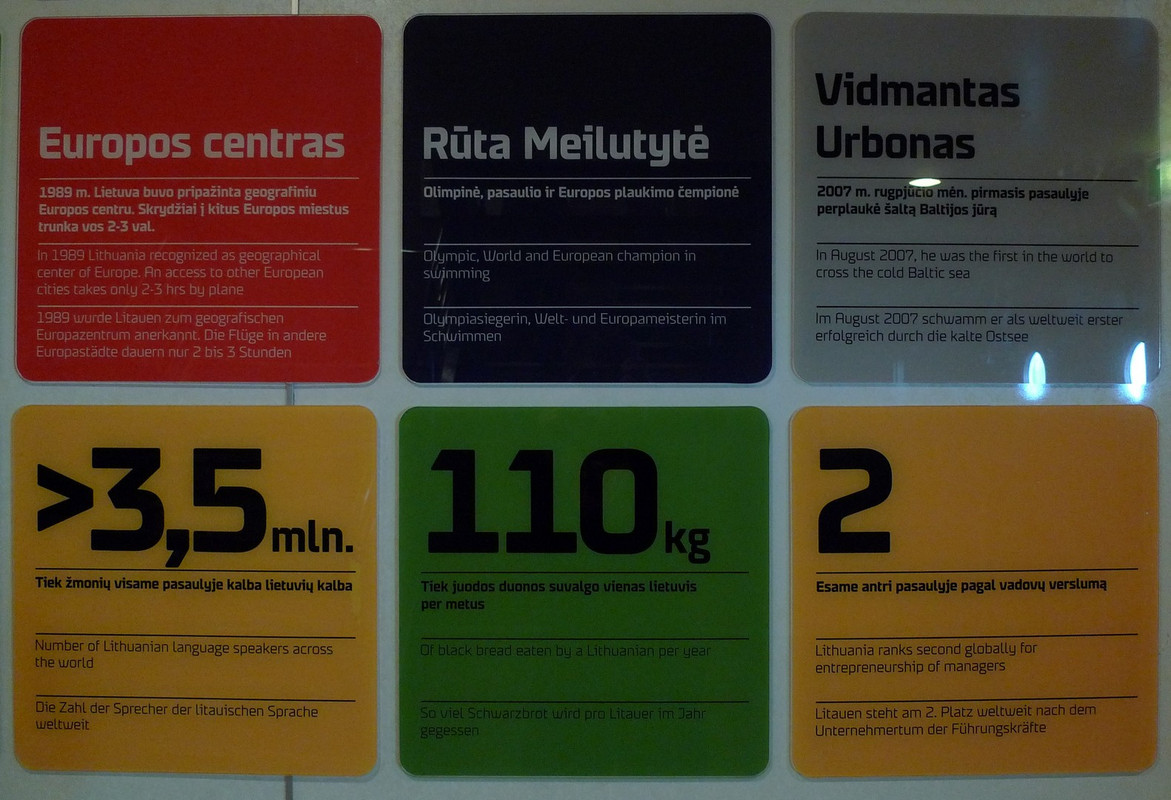 Europos centras
1989 m. Lietuva buvo pripažinta geografiniu
Europos centru. Skrydžiai į kitus Europos miestus
trunka vos 2-3 val.
In 1989 Lithuania recognized as geographical
center of Europe. An access to other European
cities takes only 2-3 hrs by plane
1989 wurde Litauen zum geografischen
Europazentrum anerkannt. Die Flüge in andere
Europastädte dauern nur 2 bis 3 Stunden
Rūta Meilutytė
Olimpinė, pasaulio ir Europos plaukimo čempionė
Olympic, World and European champion in
swimming
Olympiasiegerin, Welt- und Europameisterin im
Schwimmen
Vidmantas
Urbonas
2007 m. rugpjūčio mėn. pirmasis pasaulyje
perplaukė šaltą Baltijos jūrą
In August 2007, he was the first in the world to
cross the cold Baltic sea
Im August 2007 schwamm er als weltweit erster
erfolgreich durch die kalte Ostsee
>3,5 mln.
Tiek žmonių visame pasaulyje kalba lietuvių kalba
Number of Lithuanian language speakers across
the world
Die Zahl der Sprecher der litauischen Sprache
weltweit
110 kg
Tiek juodos duonos suvalgo vienas lietuvis
per metus
Of black bread eaten by a Lithuanian per year
So viel Schwarzbrot wird pro Litauer im Jahr
gegessen
2
Esame antri pasaulyje pagal vadovų verslumą
Lithuania ranks second globally for
entrepreneurship of managers
Litauen steht am 2. Platz weltweit nach dem
Unternehmertum der Führungskräfte